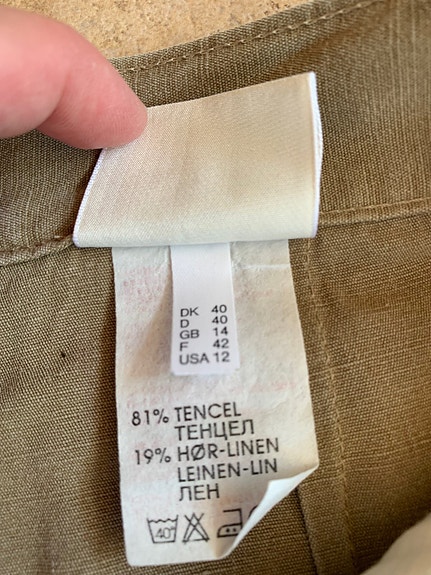 DK 40
D 40
GB 14
F 42
USA 12
81% TENCEL
ТЕНЦЕЛ
19% HØR-LINEN
LEINEN-LIN
ЛЕН
40°